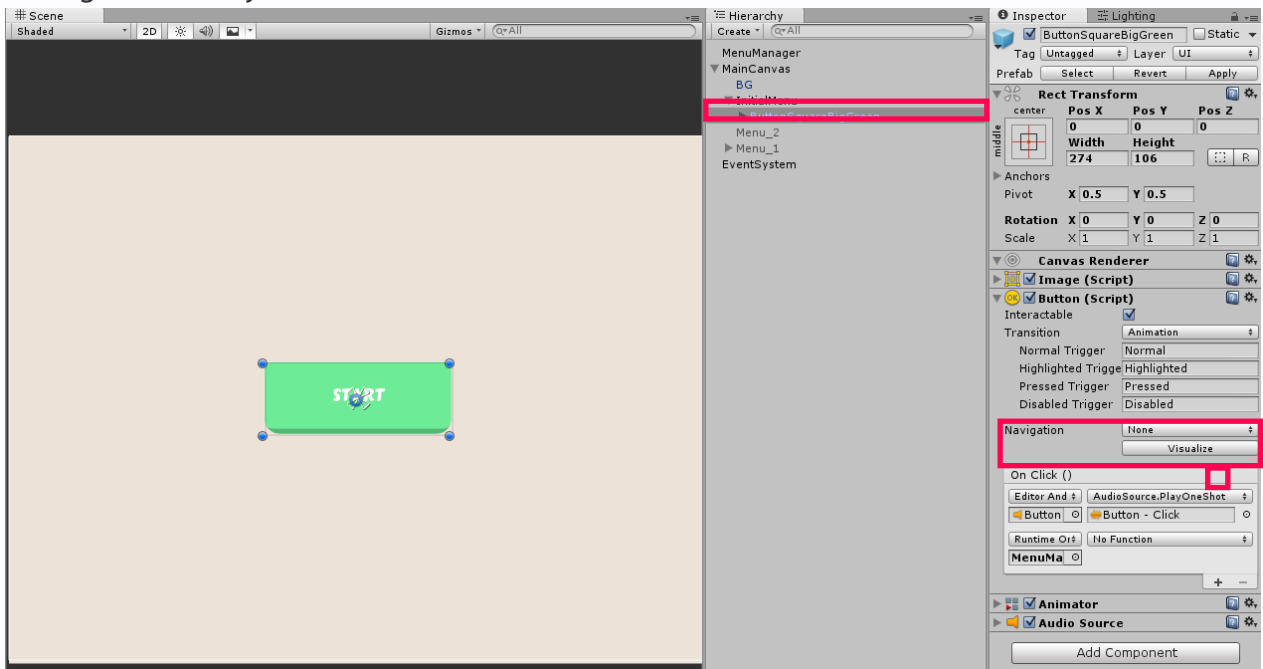 Scene
Shaded 2D Gizmos Q▾All
START
Hierarchy
Create Q▾All
MenuManager
MainCanvas
BG
InitialMenu
ButtonSquareBigGreen
Menu_2
Menu_1
EventSystem
Inspector Lighting
ButtonSquareBigGreen Static
Tag Untagged Layer UI
Prefab Select Revert Apply
Rect Transform
center Pos X Pos Y Pos Z
middle
0 0 0
Width Height
274 106 R
Anchors
Pivot X 0.5 Y 0.5
Rotation X 0 Y 0 Z 0
Scale X 1 Y 1 Z 1
Canvas Renderer
Image (Script)
OK Button (Script)
Interactable
Transition Animation
Normal Trigger Normal
Highlighted Trigge Highlighted
Pressed Trigger Pressed
Disabled Trigger Disabled
Navigation None
Visualize
On Click ()
Editor And AudioSource.PlayOneShot
Button Button - Click
Runtime No Function
MenuMa
+ −
Animator
Audio Source
Add Component